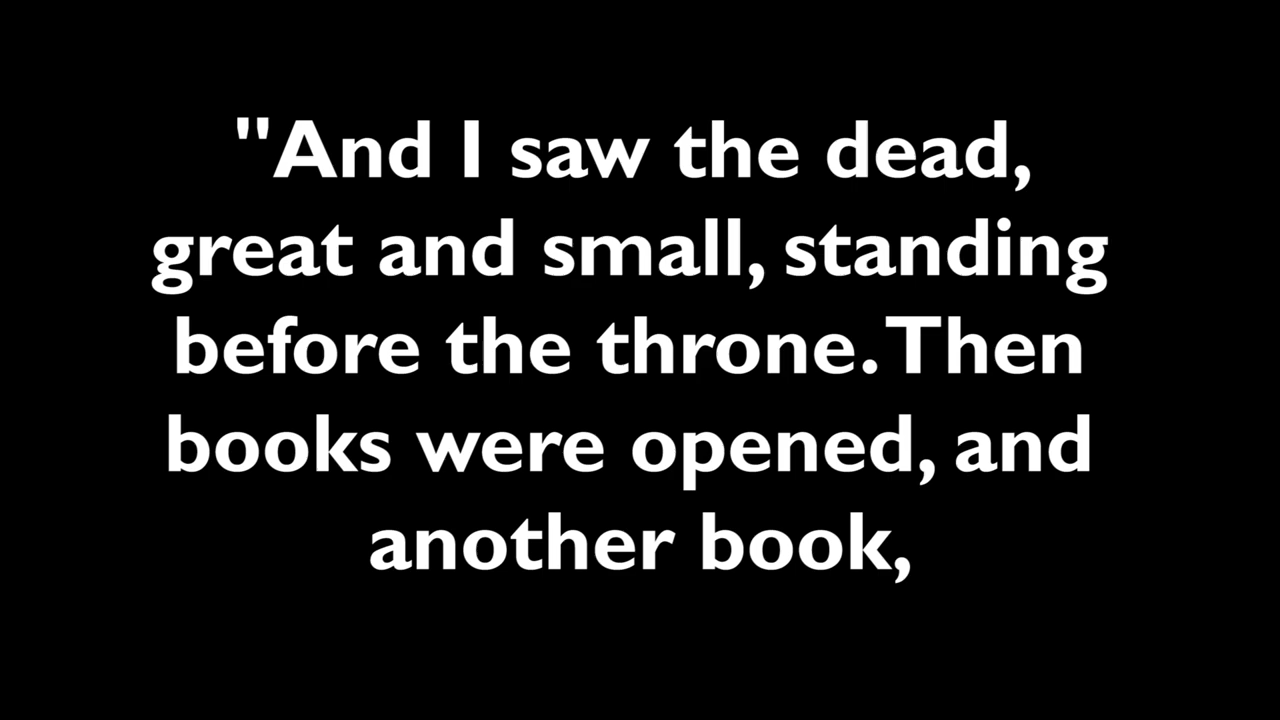 "And I saw the dead,
great and small, standing
before the throne. Then
books were opened, and
another book,